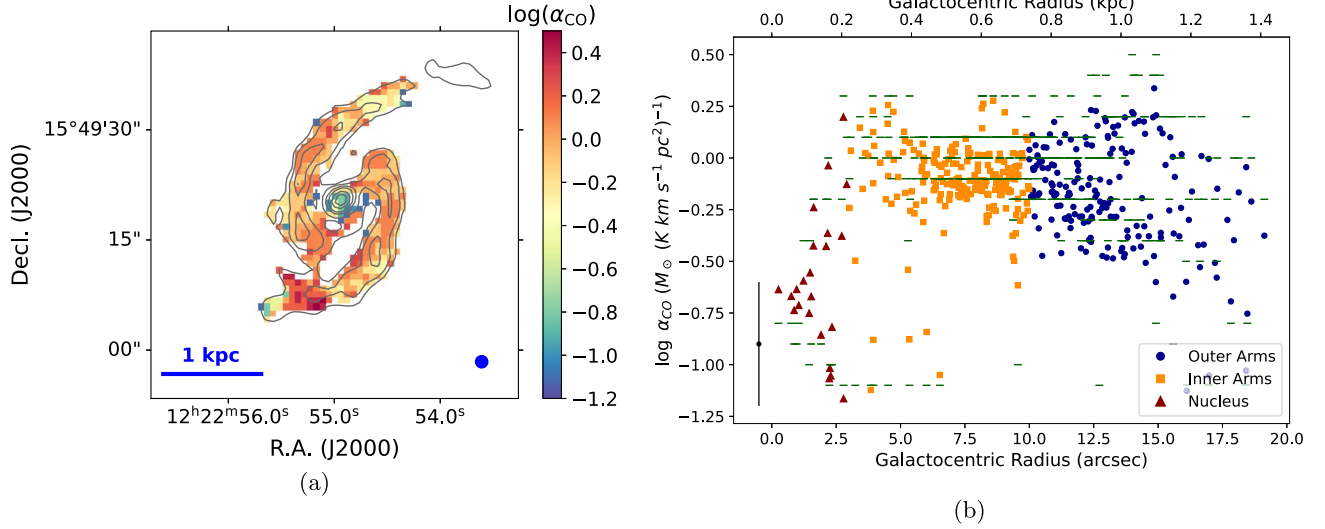 log(α_CO)
0.4
0.2
0.0
−0.2
−0.4
−0.6
−0.8
−1.0
−1.2
Decl. (J2000)
15°49'30"
15"
00"
1 kpc
12ʰ22ᵐ56.0ˢ 55.0ˢ 54.0ˢ
R.A. (J2000)
(a)
Galactocentric Radius (kpc)
0.0 0.2 0.4 0.6 0.8 1.0 1.2 1.4
log α_CO (M_⊙ (K km s⁻¹ pc²)⁻¹)
0.50
0.25
0.00
−0.25
−0.50
−0.75
−1.00
−1.25
Outer Arms
Inner Arms
Nucleus
0.0 2.5 5.0 7.5 10.0 12.5 15.0 17.5 20.0
Galactocentric Radius (arcsec)
(b)